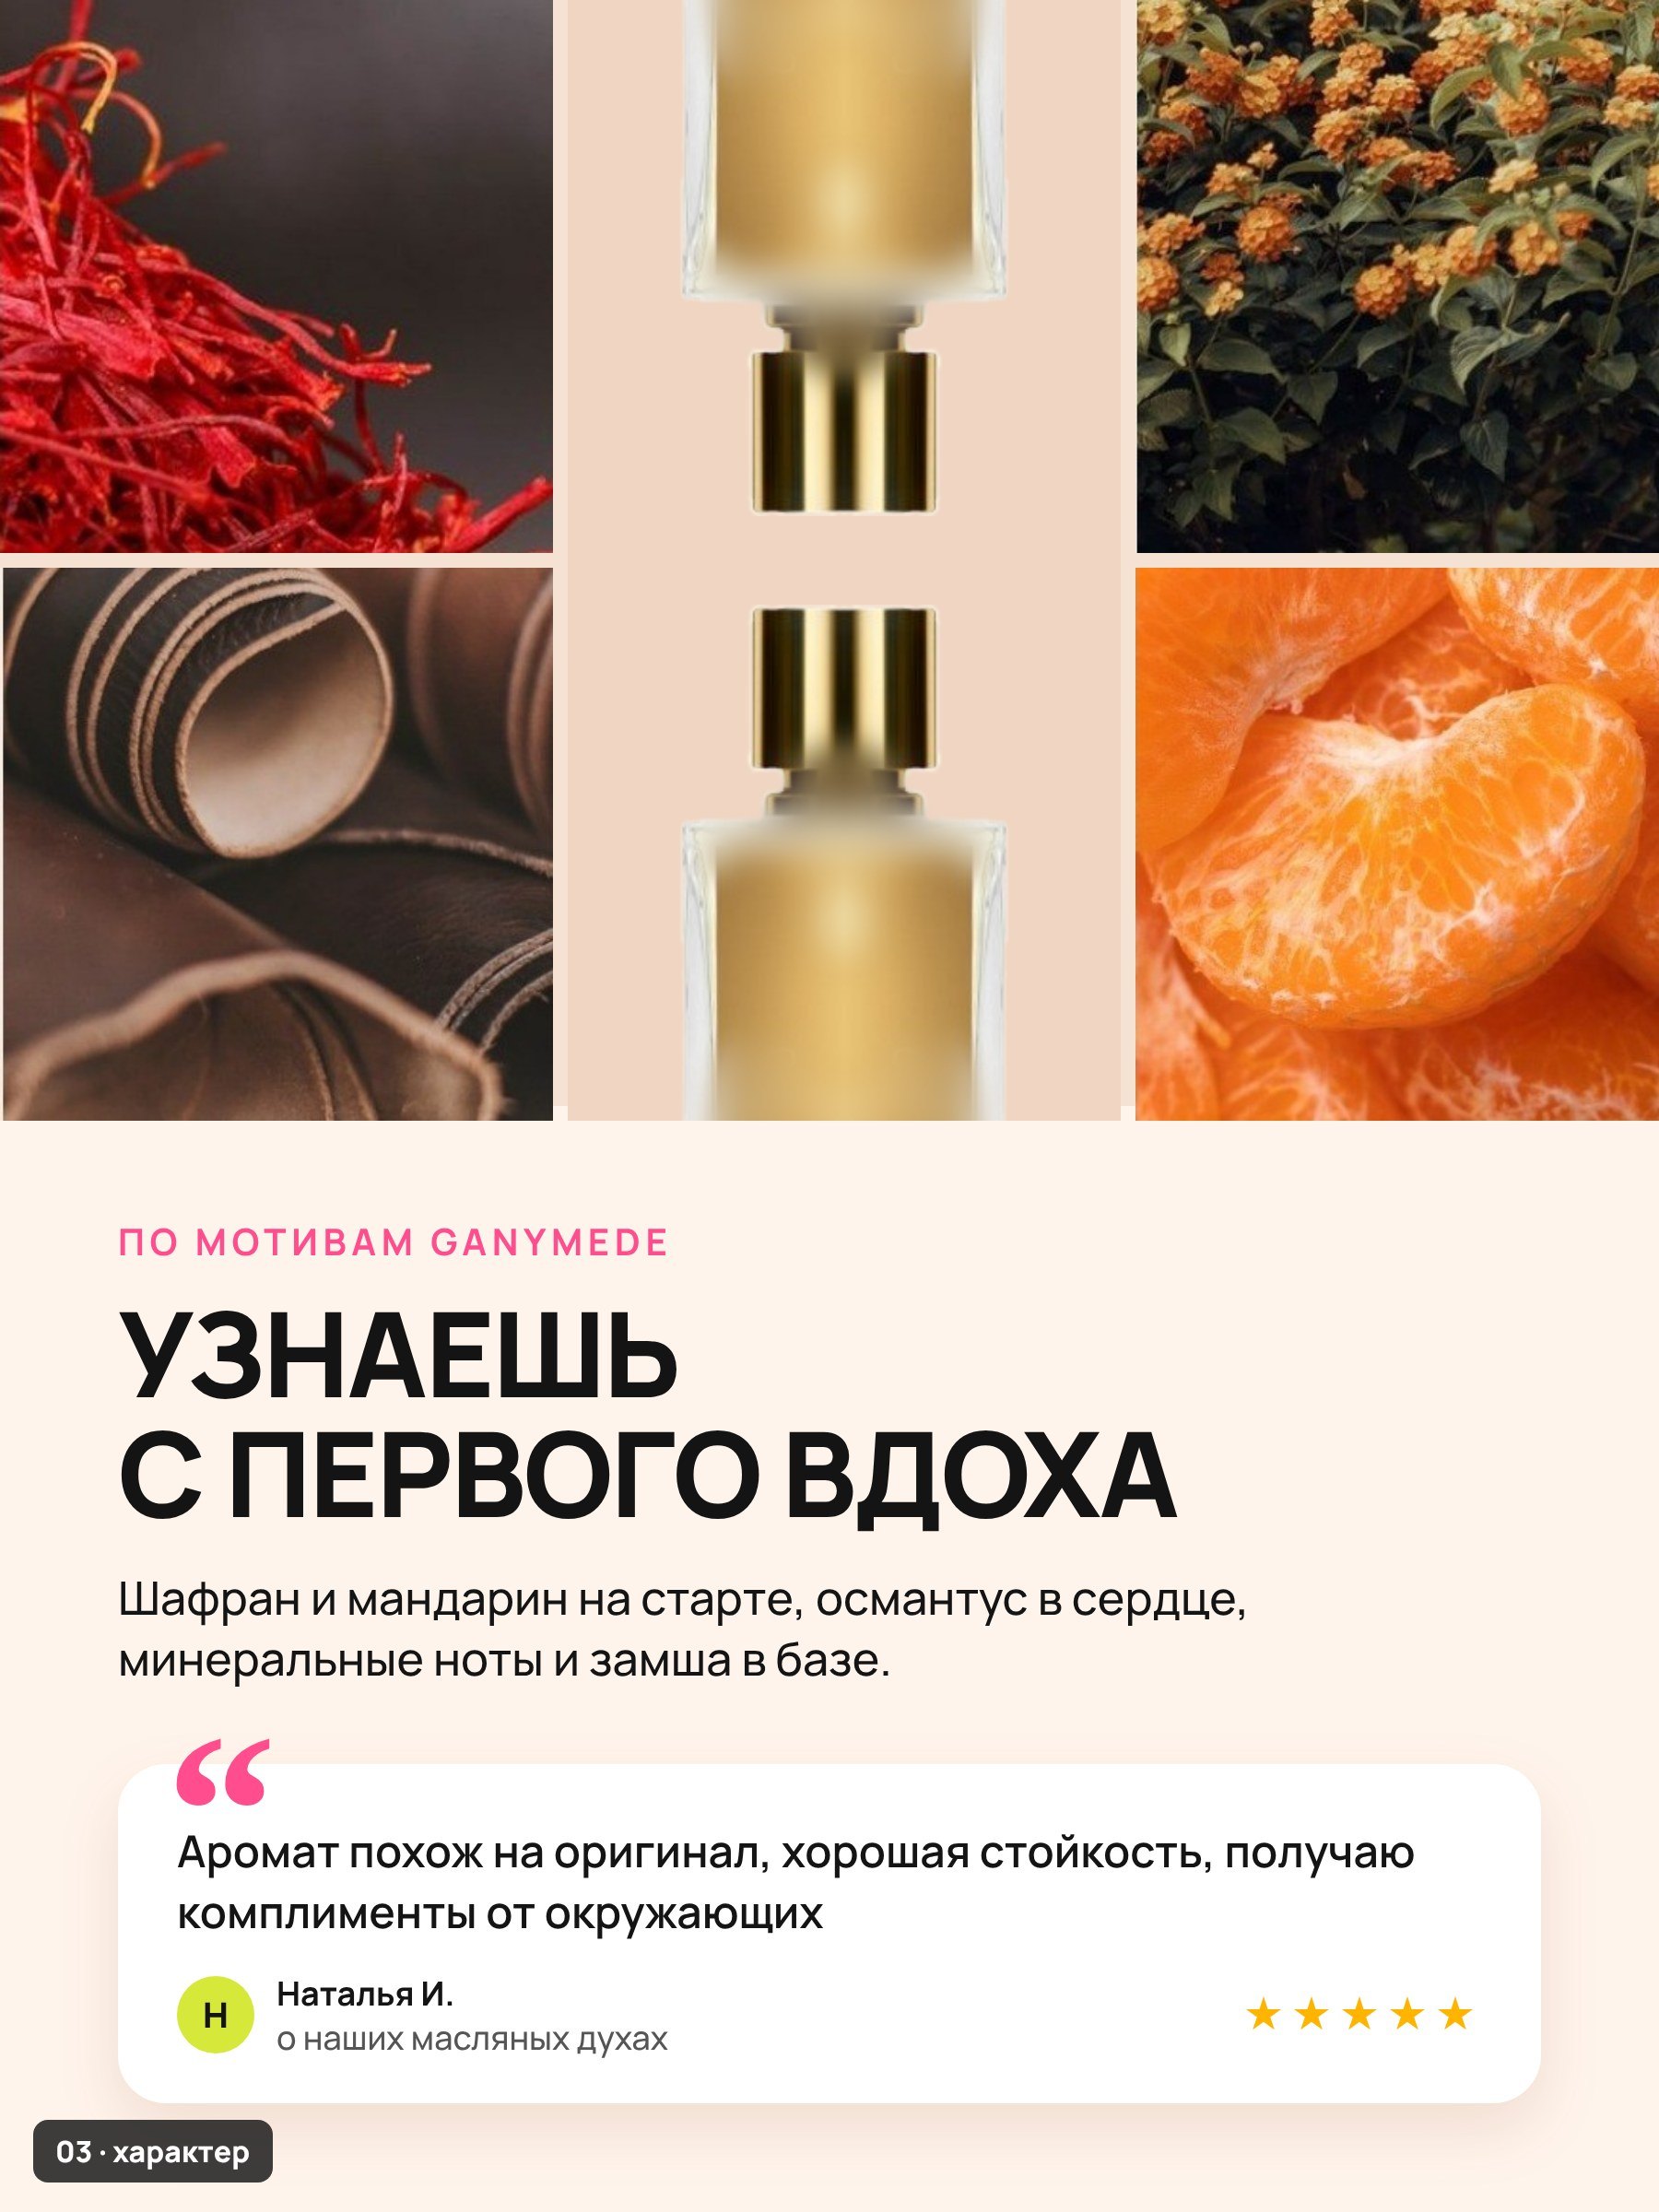 ПО МОТИВАМ GANYMEDE
УЗНАЕШЬ
С ПЕРВОГО ВДОХА
Шафран и мандарин на старте, османтус в сердце,
минеральные ноты и замша в базе.
“
Аромат похож на оригинал, хорошая стойкость, получаю
комплименты от окружающих
Н
Наталья И.
о наших масляных духах
★★★★★
03 · характер